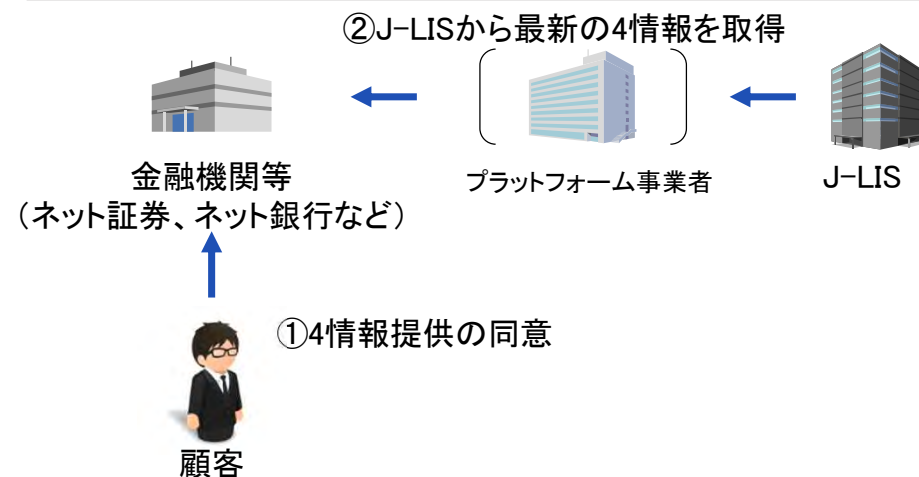 ②J-LISから最新の4情報を取得
金融機関等
（ネット証券、ネット銀行など）
プラットフォーム事業者
J-LIS
①4情報提供の同意
顧客